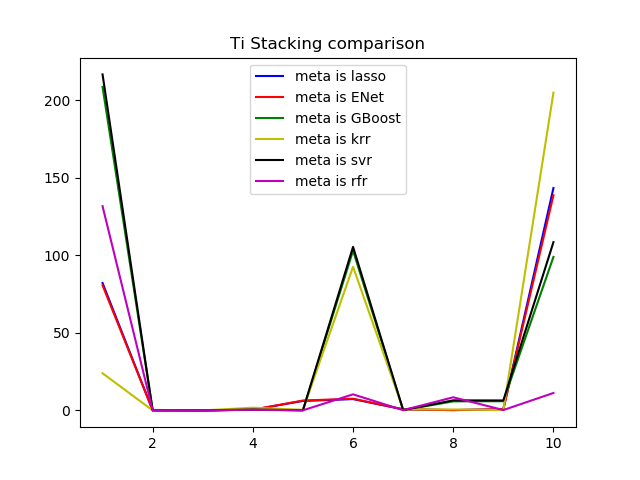 Ti Stacking comparison
meta is lasso
meta is ENet
meta is GBoost
meta is krr
meta is svr
meta is rfr
200
150
100
50
0
2 4 6 8 10